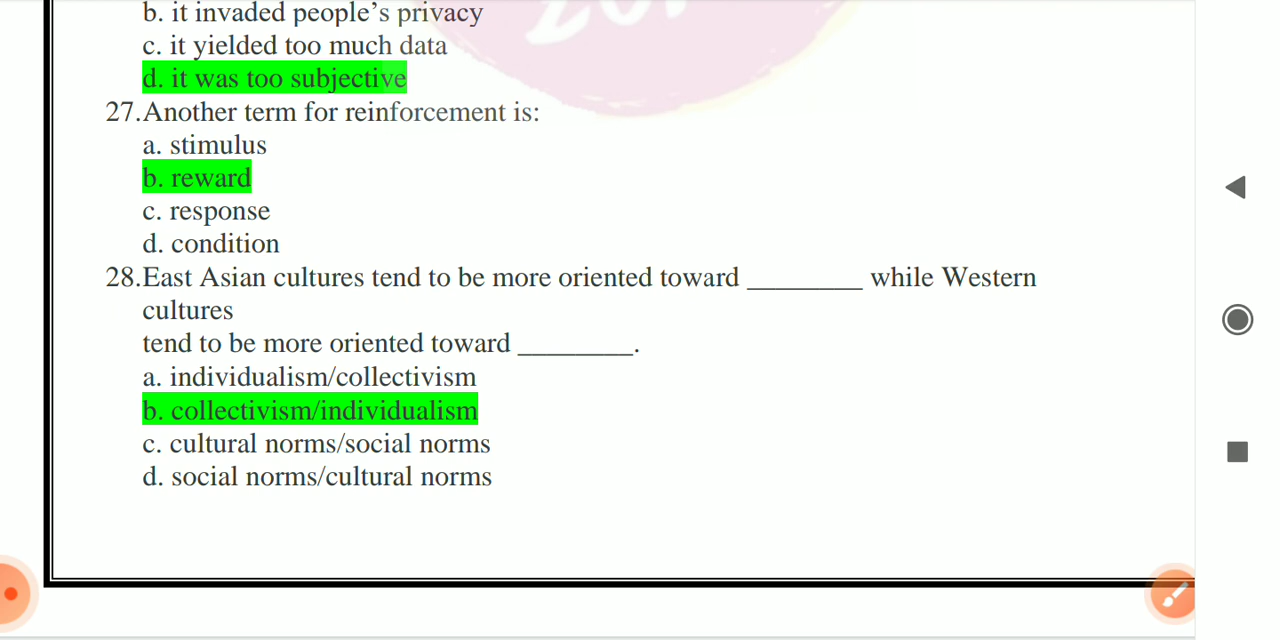 b. it invaded people’s privacy
c. it yielded too much data
d. it was too subjective
27.Another term for reinforcement is:
a. stimulus
b. reward
c. response
d. condition
28.East Asian cultures tend to be more oriented toward ________ while Western
cultures
tend to be more oriented toward ________.
a. individualism/collectivism
b. collectivism/individualism
c. cultural norms/social norms
d. social norms/cultural norms